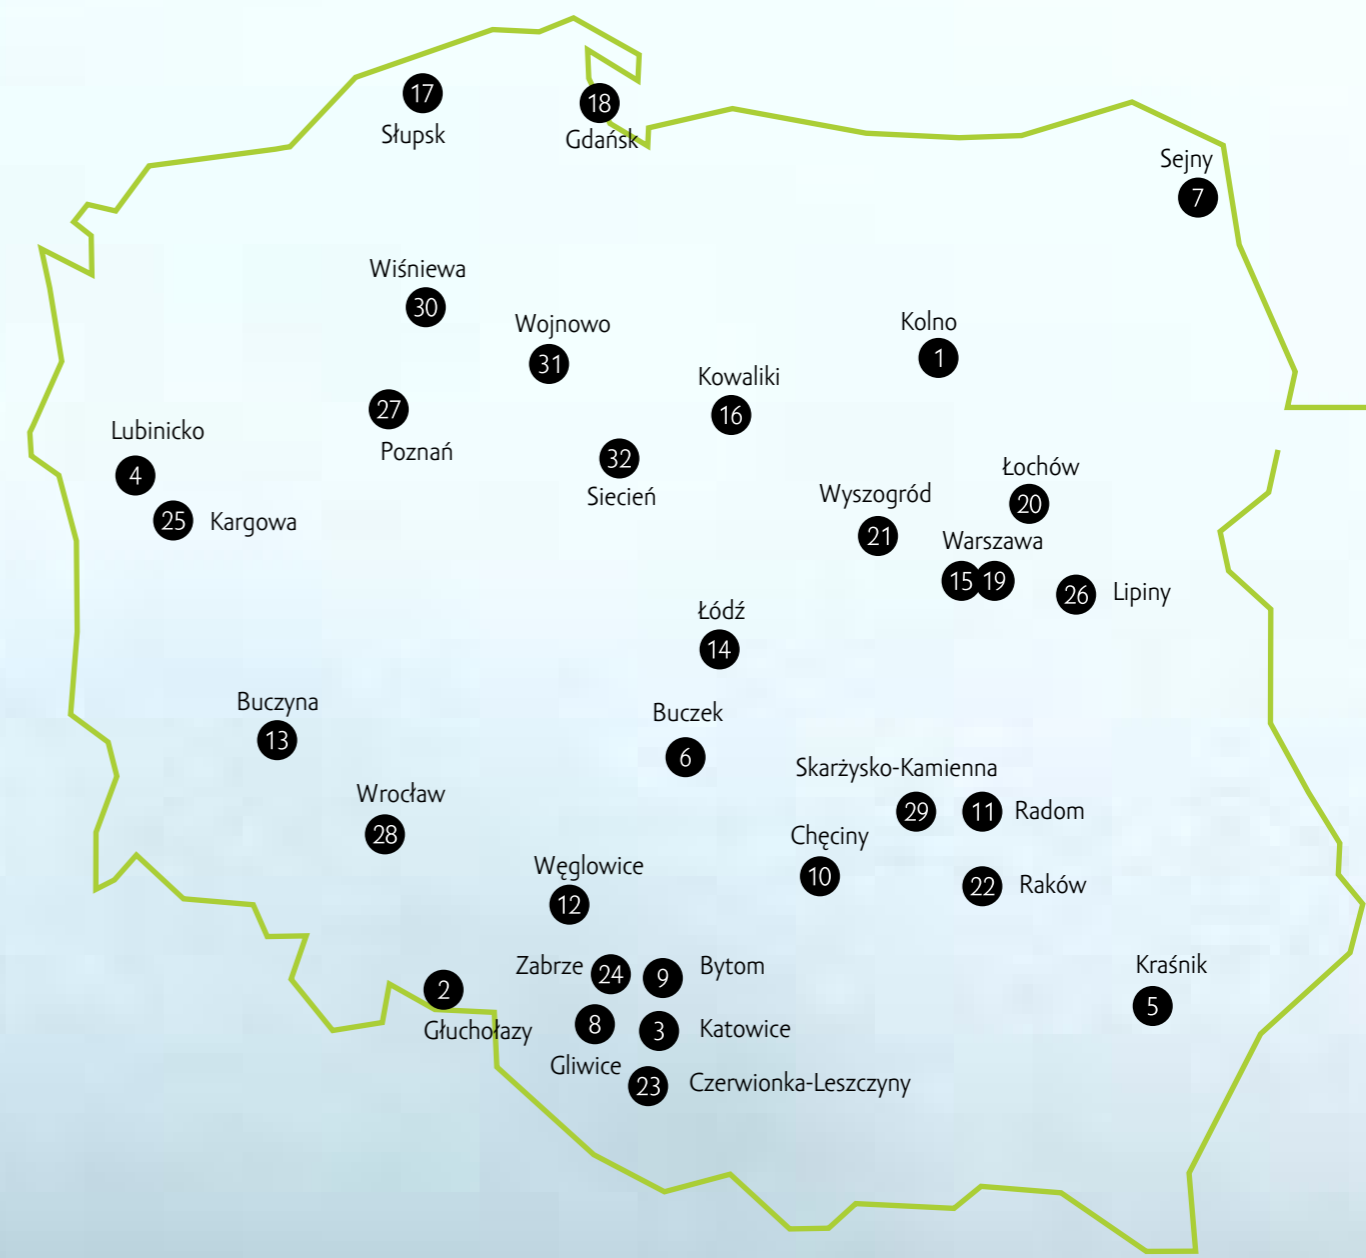 17
Słupsk
18
Gdańsk
Sejny
7
Wiśniewa
30
Wojnowo
31
Kolno
1
Kowaliki
16
27
Poznań
Lubinicko
4
32
Siecień
Łochów
20
25 Kargowa
Wyszogród
21
Warszawa
15 19
26 Lipiny
Łódź
14
Buczyna
13
Buczek
6
Skarżysko-Kamienna
29
11 Radom
Wrocław
28
Chęciny
10
Węglowice
12
22 Raków
Zabrze 24
9 Bytom
Kraśnik
5
2
Głuchołazy
8
Gliwice
3 Katowice
23 Czerwionka-Leszczyny